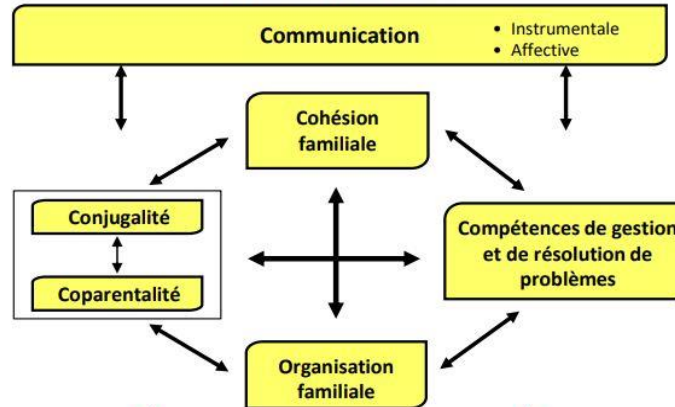 Communication
• Instrumentale
• Affective
Cohésion
familiale
Conjugalité
Coparentalité
Compétences de gestion
et de résolution de
problèmes
Organisation
familiale